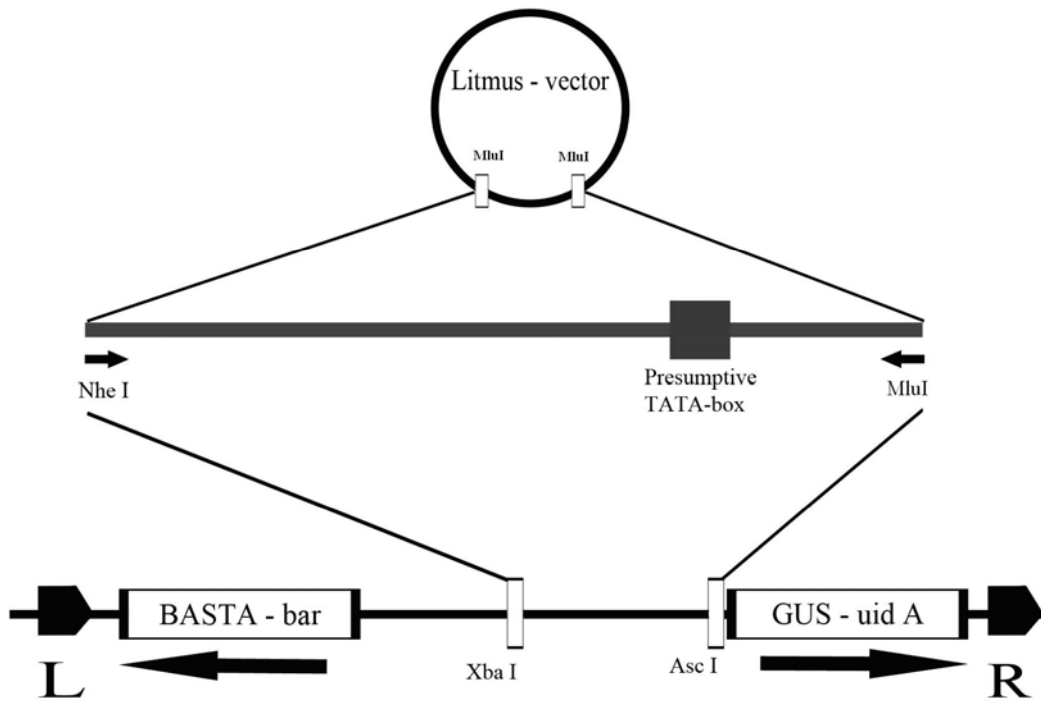 Litmus - vector
MluI MluI
Nhe I
Presumptive
TATA-box
MluI
BASTA - bar
GUS - uid A
Xba I
Asc I
L
R